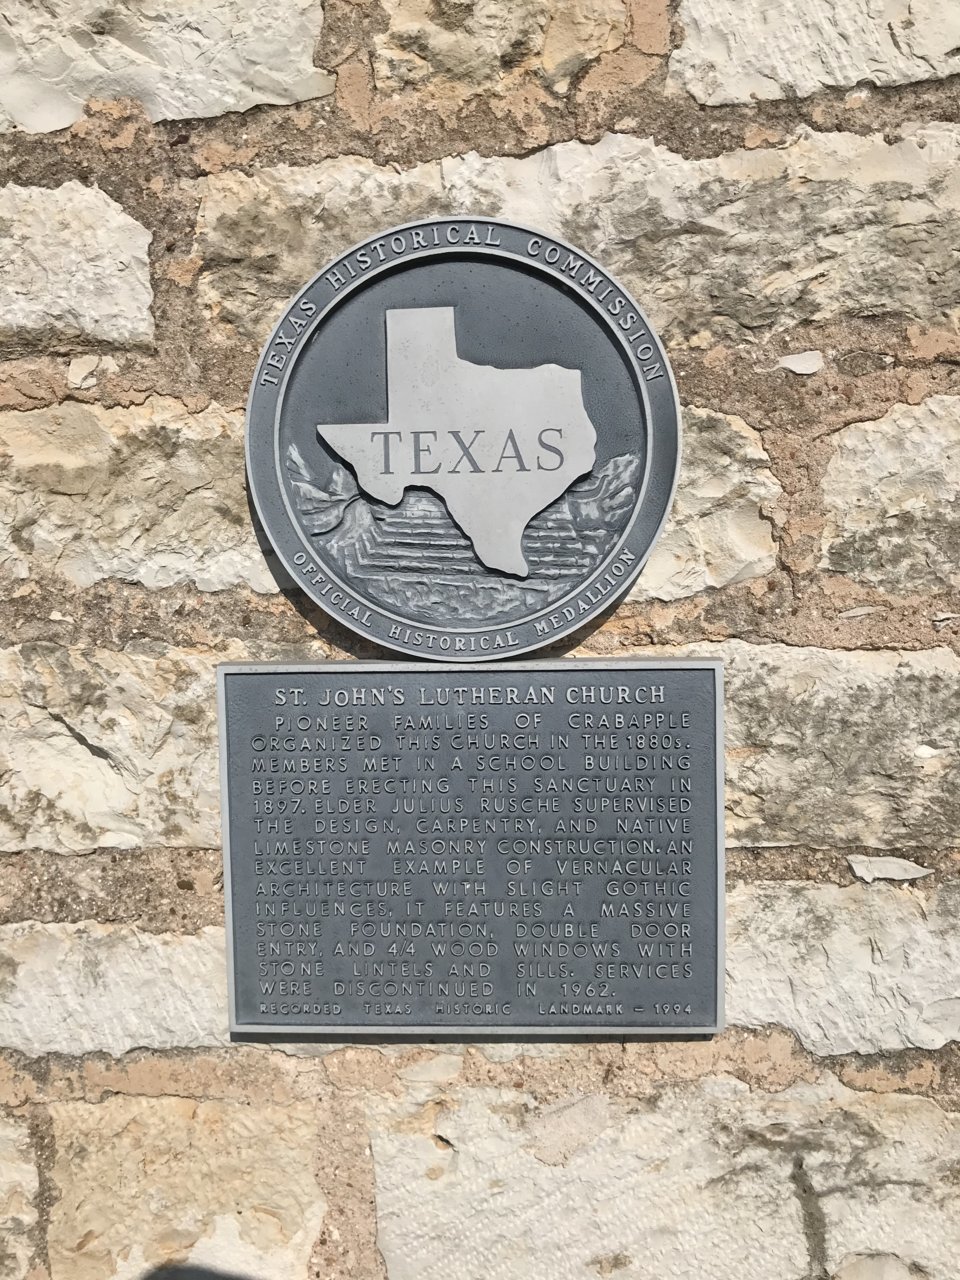 TEXAS HISTORICAL COMMISSION
TEXAS
OFFICIAL HISTORICAL MEDALLION
ST. JOHN'S LUTHERAN CHURCH
PIONEER FAMILIES OF CRABAPPLE
ORGANIZED THIS CHURCH IN THE 1880s.
MEMBERS MET IN A SCHOOL BUILDING
BEFORE ERECTING THIS SANCTUARY IN
1897. ELDER JULIUS RUSCHE SUPERVISED
THE DESIGN, CARPENTRY, AND NATIVE
LIMESTONE MASONRY CONSTRUCTION. AN
EXCELLENT EXAMPLE OF VERNACULAR
ARCHITECTURE WITH SLIGHT GOTHIC
INFLUENCES, IT FEATURES A MASSIVE
STONE FOUNDATION, DOUBLE DOOR
ENTRY, AND 4/4 WOOD WINDOWS WITH
STONE LINTELS AND SILLS. SERVICES
WERE DISCONTINUED IN 1962.
RECORDED TEXAS HISTORIC LANDMARK – 1994